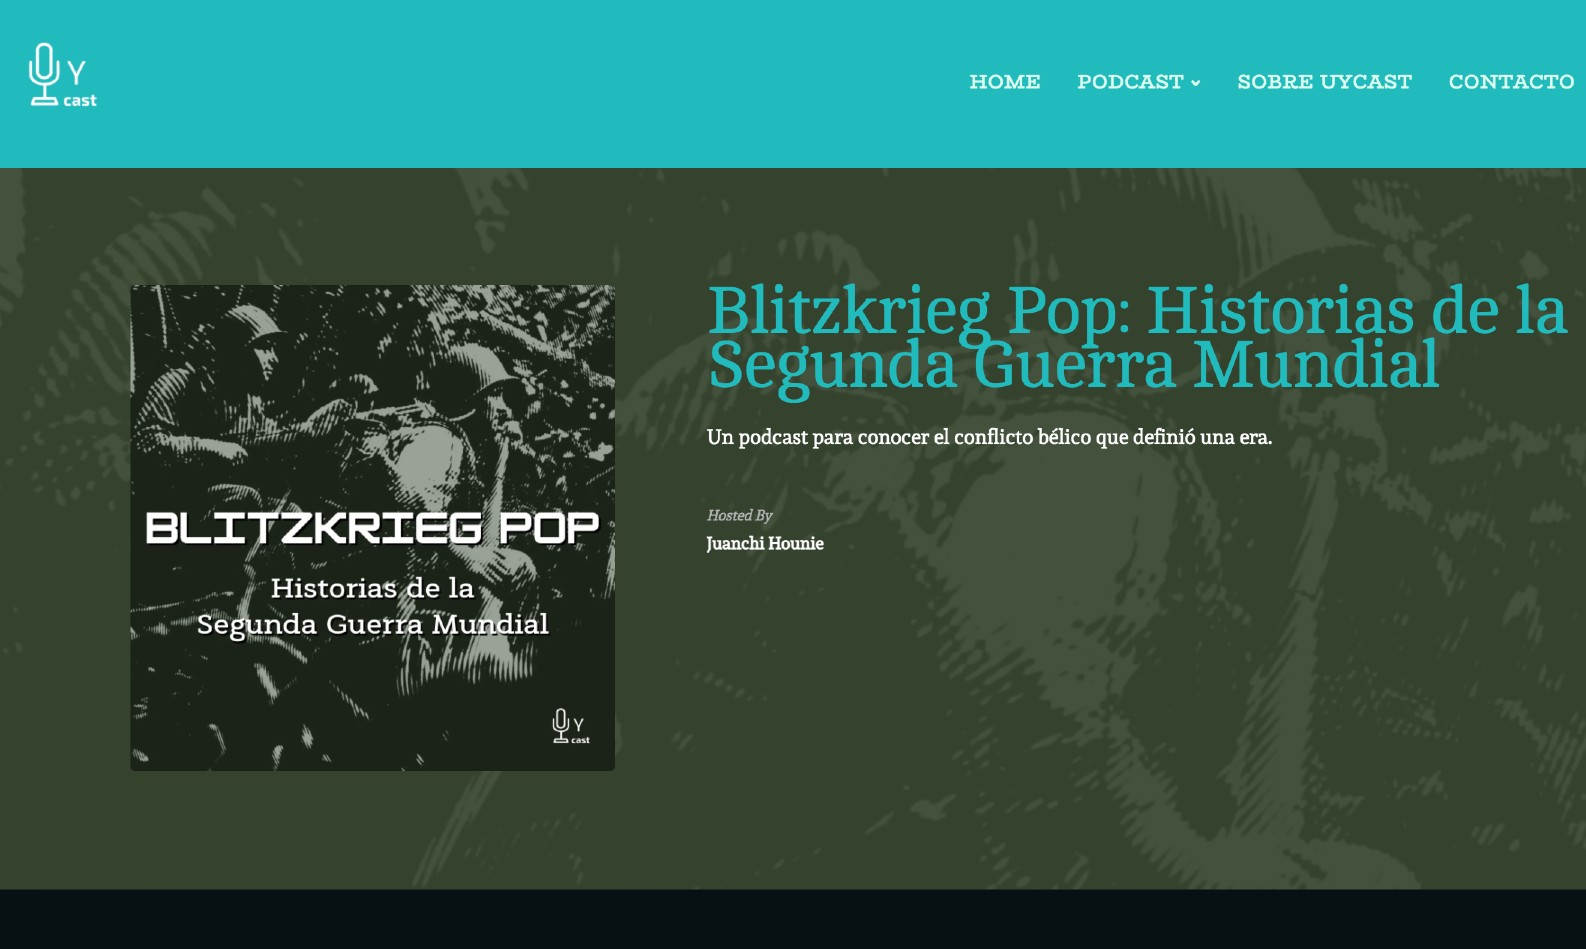 Y
cast
HOME PODCAST SOBRE UYCAST CONTACTO
BLITZKRIEG POP
Historias de la
Segunda Guerra Mundial
Y
cast
Blitzkrieg Pop: Historias de la
Segunda Guerra Mundial
Un podcast para conocer el conflicto bélico que definió una era.
Hosted By
Juanchi Hounie